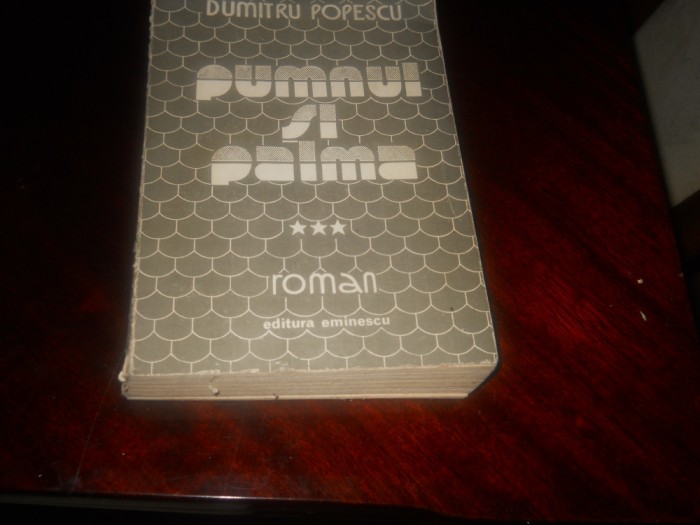 DUMITRU POPESCU
pumnul
și
palma
***
roman
editura eminescu